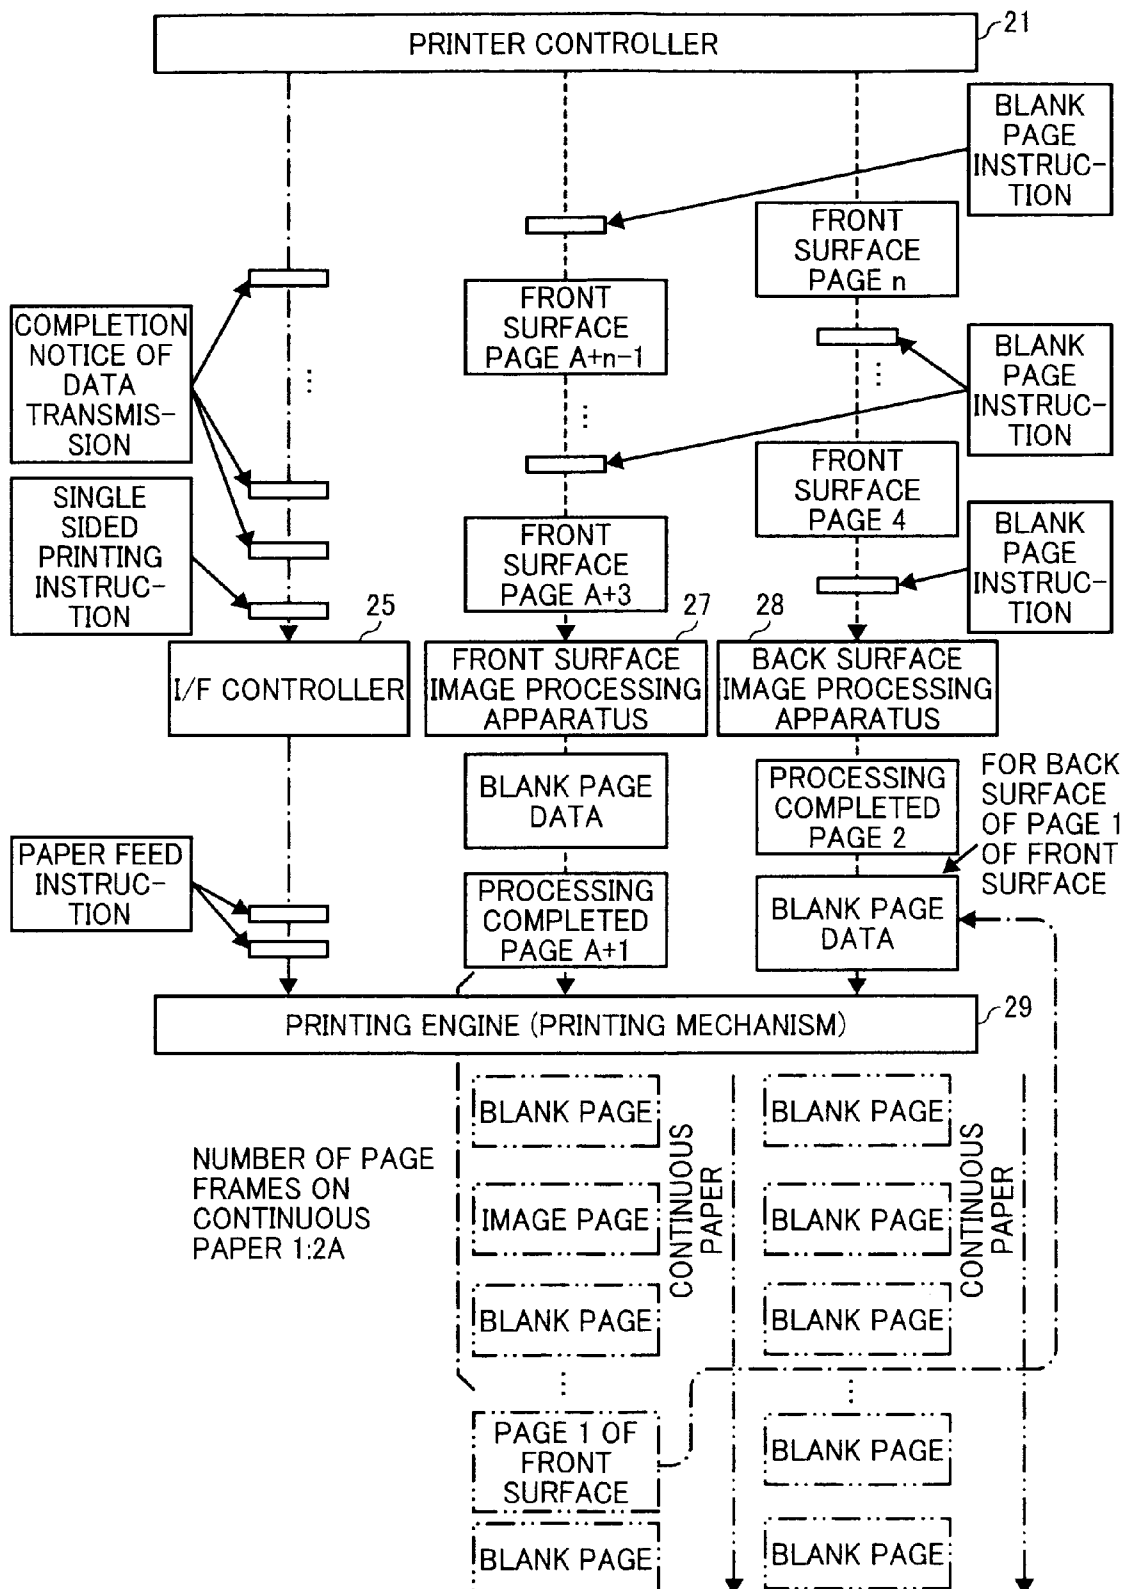 21
PRINTER CONTROLLER
BLANK
PAGE
INSTRUC-
TION
FRONT
SURFACE
PAGE n
FRONT
SURFACE
PAGE A+n-1
COMPLETION
NOTICE OF
DATA
TRANSMIS-
SION
BLANK
PAGE
INSTRUC-
TION
FRONT
SURFACE
PAGE 4
SINGLE
SIDED
PRINTING
INSTRUC-
TION
FRONT
SURFACE
PAGE A+3
BLANK
PAGE
INSTRUC-
TION
25
27
28
I/F CONTROLLER
FRONT SURFACE
IMAGE PROCESSING
APPARATUS
BACK SURFACE
IMAGE PROCESSING
APPARATUS
BLANK PAGE
DATA
PROCESSING
COMPLETED
PAGE 2
FOR BACK
SURFACE
OF PAGE 1
OF FRONT
SURFACE
PAPER FEED
INSTRUC-
TION
PROCESSING
COMPLETED
PAGE A+1
BLANK PAGE
DATA
29
PRINTING ENGINE (PRINTING MECHANISM)
BLANK PAGE
BLANK PAGE
NUMBER OF PAGE
FRAMES ON
CONTINUOUS
PAPER 1:2A
IMAGE PAGE
CONTINUOUS
PAPER
BLANK PAGE
CONTINUOUS
PAPER
BLANK PAGE
BLANK PAGE
PAGE 1 OF
FRONT
SURFACE
BLANK PAGE
BLANK PAGE
BLANK PAGE